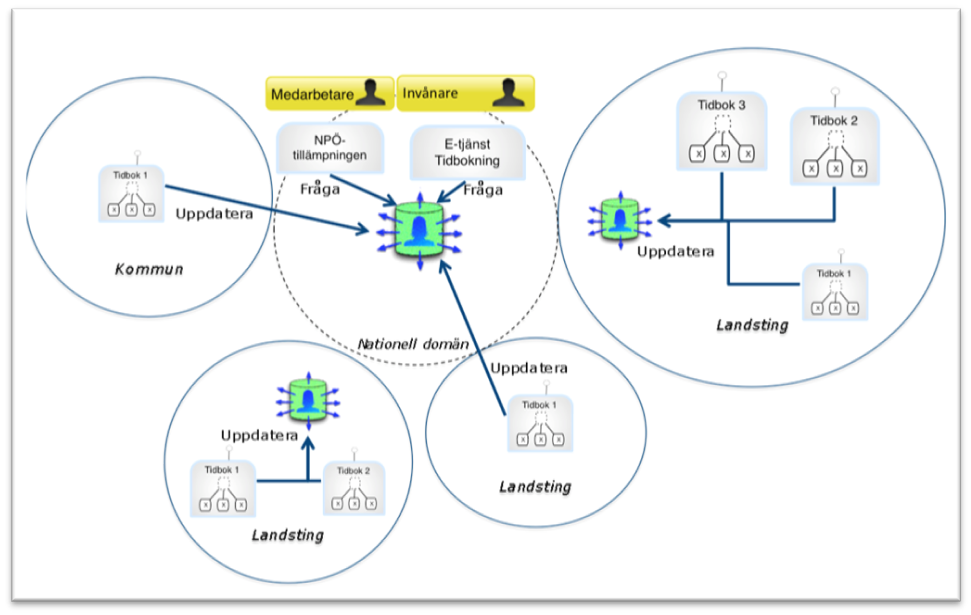 Medarbetare
Invånare
NPÖ-
tillämpningen
E-tjänst
Tidbokning
Fråga
Fråga
Tidbok 1
x x x
Uppdatera
Kommun
Nationell domän
Tidbok 3
x x x
Tidbok 2
x x x
Uppdatera
Tidbok 1
x x x
Landsting
Uppdatera
Tidbok 1
x x x
Tidbok 2
x x x
Landsting
Uppdatera
Tidbok 1
x x x
Landsting